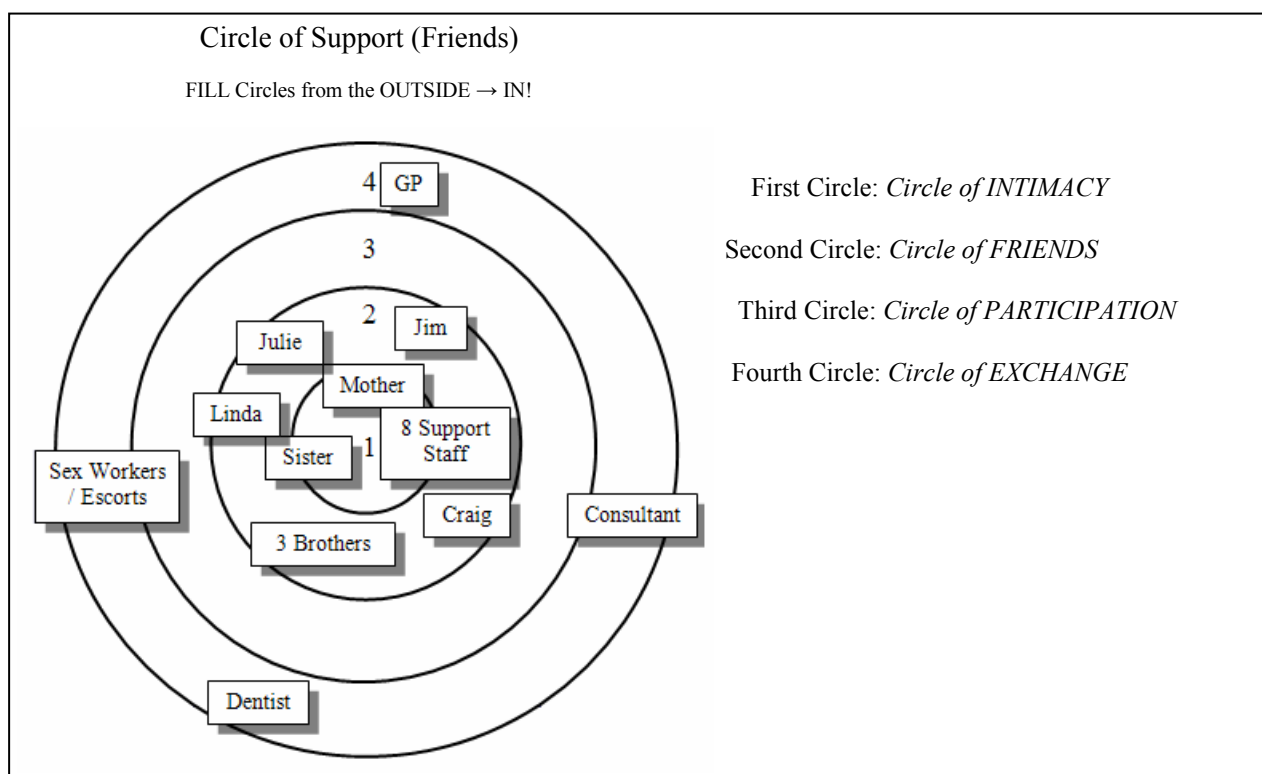 Circle of Support (Friends)
FILL Circles from the OUTSIDE → IN!
4
GP
First Circle: Circle of INTIMACY
3
Second Circle: Circle of FRIENDS
2
Jim
Third Circle: Circle of PARTICIPATION
Julie
Mother
Fourth Circle: Circle of EXCHANGE
Linda
8 Support
Staff
1
Sister
Sex Workers
/ Escorts
Craig
Consultant
3 Brothers
Dentist